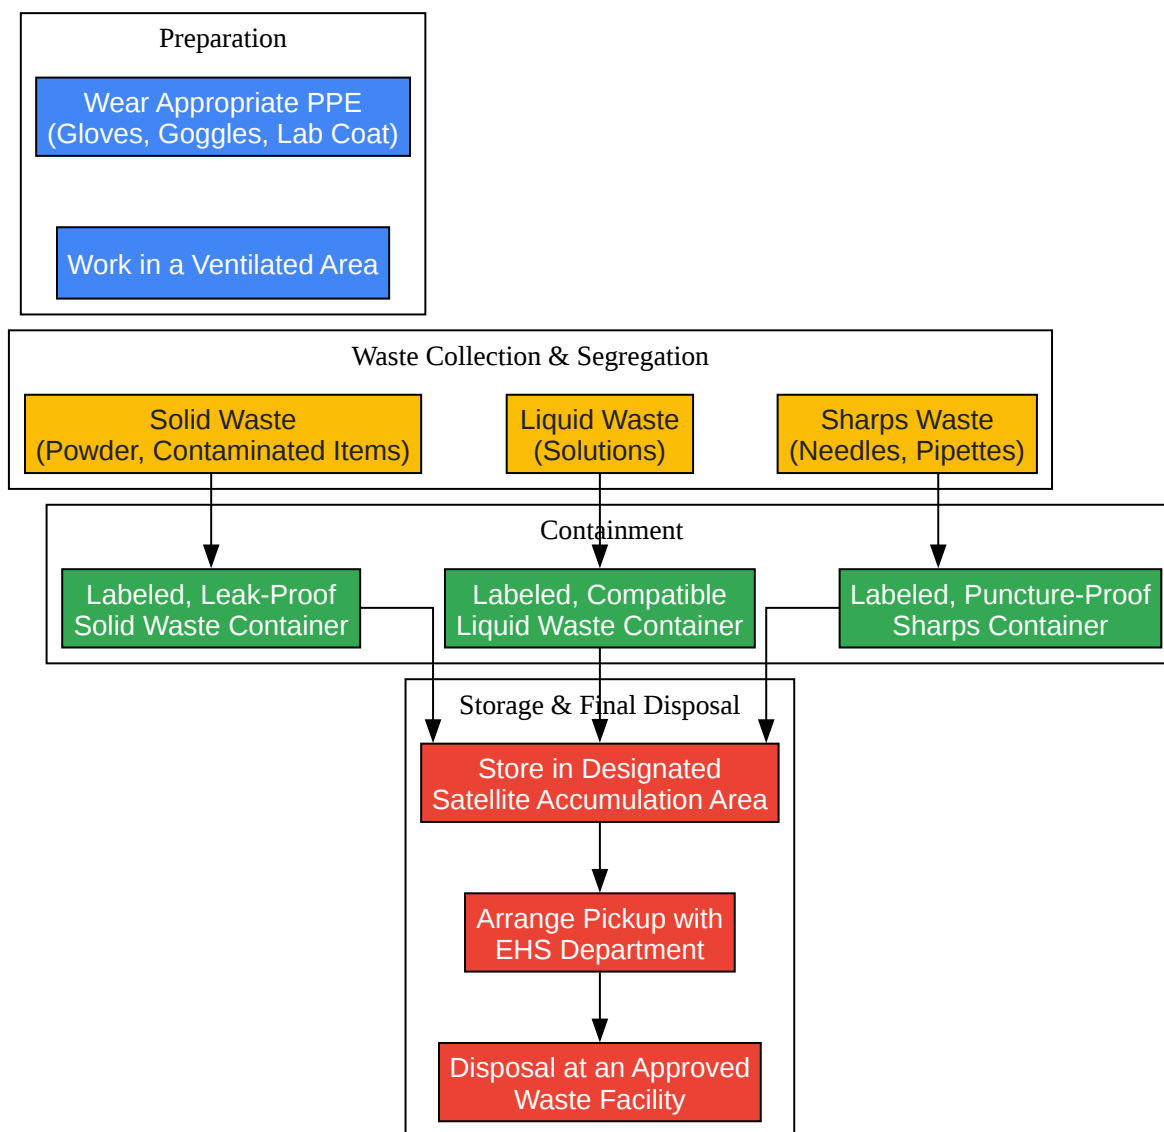 Preparation
Wear Appropriate PPE
(Gloves, Goggles, Lab Coat)
Work in a Ventilated Area
Waste Collection & Segregation
Solid Waste
(Powder, Contaminated Items)
Liquid Waste
(Solutions)
Sharps Waste
(Needles, Pipettes)
Containment
Labeled, Leak-Proof
Solid Waste Container
Labeled, Compatible
Liquid Waste Container
Labeled, Puncture-Proof
Sharps Container
Storage & Final Disposal
Store in Designated
Satellite Accumulation Area
Arrange Pickup with
EHS Department
Disposal at an Approved
Waste Facility